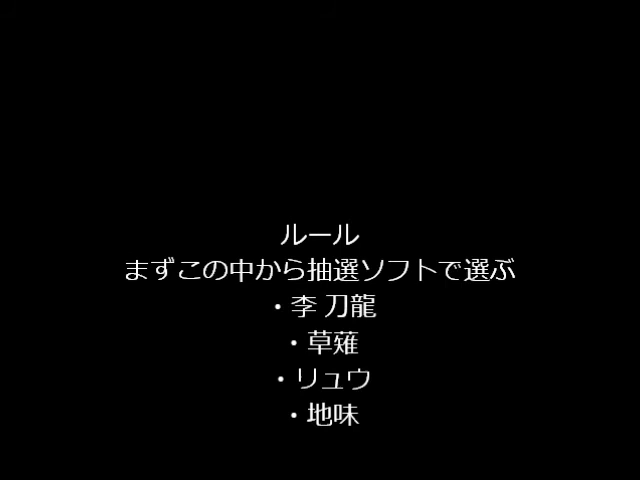 ルール
まずこの中から抽選ソフトで選ぶ
・李 刀龍
・草薙
・リュウ
・地味